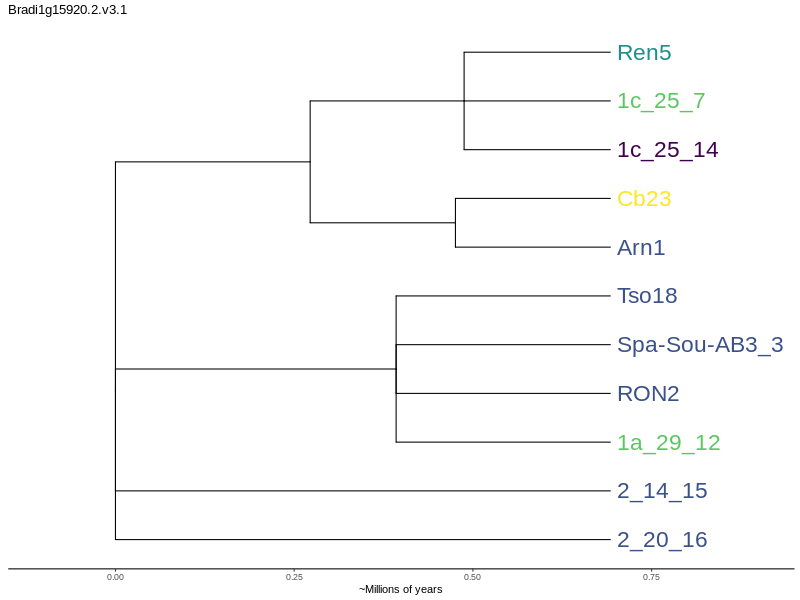 Bradi1g15920.2.v3.1
Ren5
1c_25_7
1c_25_14
Cb23
Arn1
Tso18
Spa-Sou-AB3_3
RON2
1a_29_12
2_14_15
2_20_16
0.00 0.25 0.50 0.75
~Millions of years